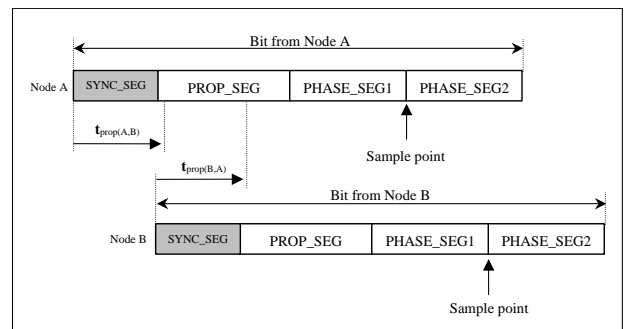 Bit from Node A
Node A SYNC_SEG PROP_SEG PHASE_SEG1 PHASE_SEG2
tprop(A,B)
Sample point
tprop(B,A)
Bit from Node B
Node B SYNC_SEG PROP_SEG PHASE_SEG1 PHASE_SEG2
Sample point